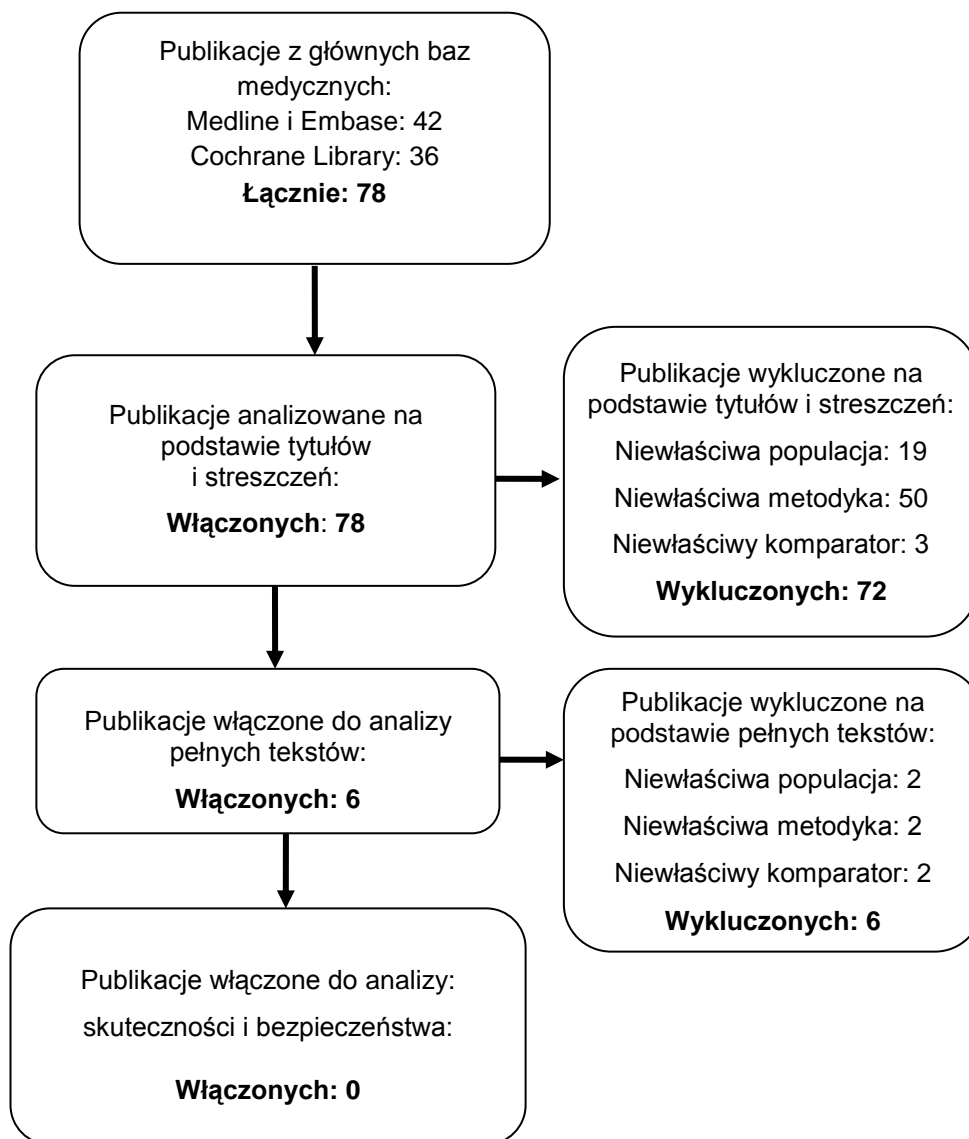 Publikacje z głównych baz
medycznych:
Medline i Embase: 42
Cochrane Library: 36
Łącznie: 78
Publikacje analizowane na
podstawie tytułów
i streszczeń:
Włączonych: 78
Publikacje wykluczone na
podstawie tytułów i streszczeń:
Niewłaściwa populacja: 19
Niewłaściwa metodyka: 50
Niewłaściwy komparator: 3
Wykluczonych: 72
Publikacje włączone do analizy
pełnych tekstów:
Włączonych: 6
Publikacje wykluczone na
podstawie pełnych tekstów:
Niewłaściwa populacja: 2
Niewłaściwa metodyka: 2
Niewłaściwy komparator: 2
Wykluczonych: 6
Publikacje włączone do analizy:
skuteczności i bezpieczeństwa:
Włączonych: 0